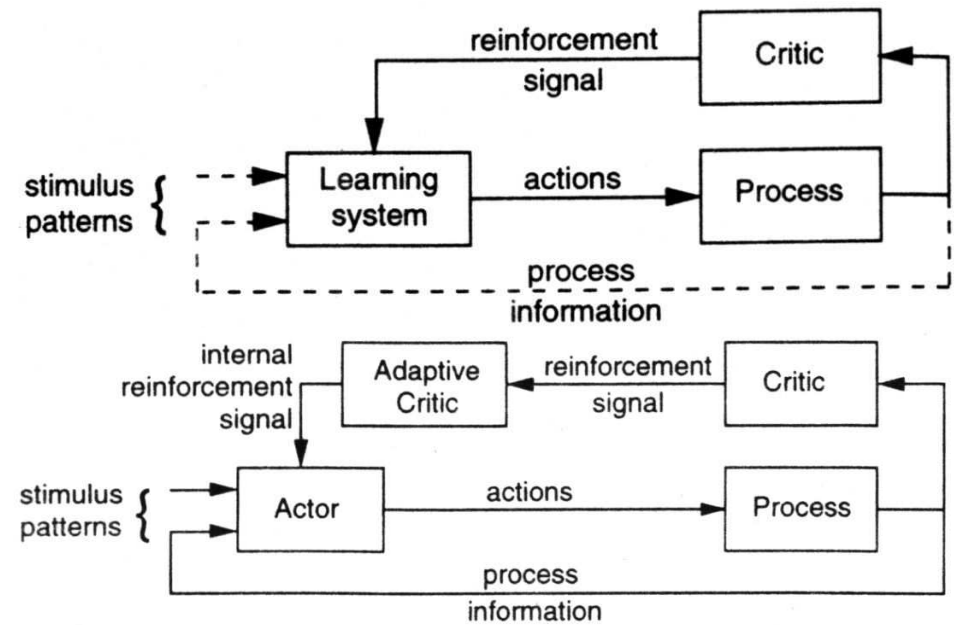 reinforcement
signal
Critic
stimulus
patterns
Learning
system
actions
Process
process
information
internal
reinforcement
signal
Adaptive
Critic
reinforcement
signal
Critic
stimulus
patterns
Actor
actions
Process
process
information